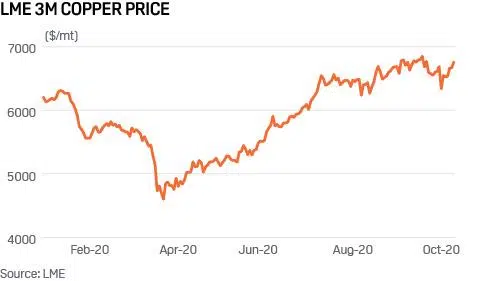 LME 3M COPPER PRICE
($/mt)
7000
6000
5000
4000
Feb-20 Apr-20 Jun-20 Aug-20 Oct-20
Source: LME